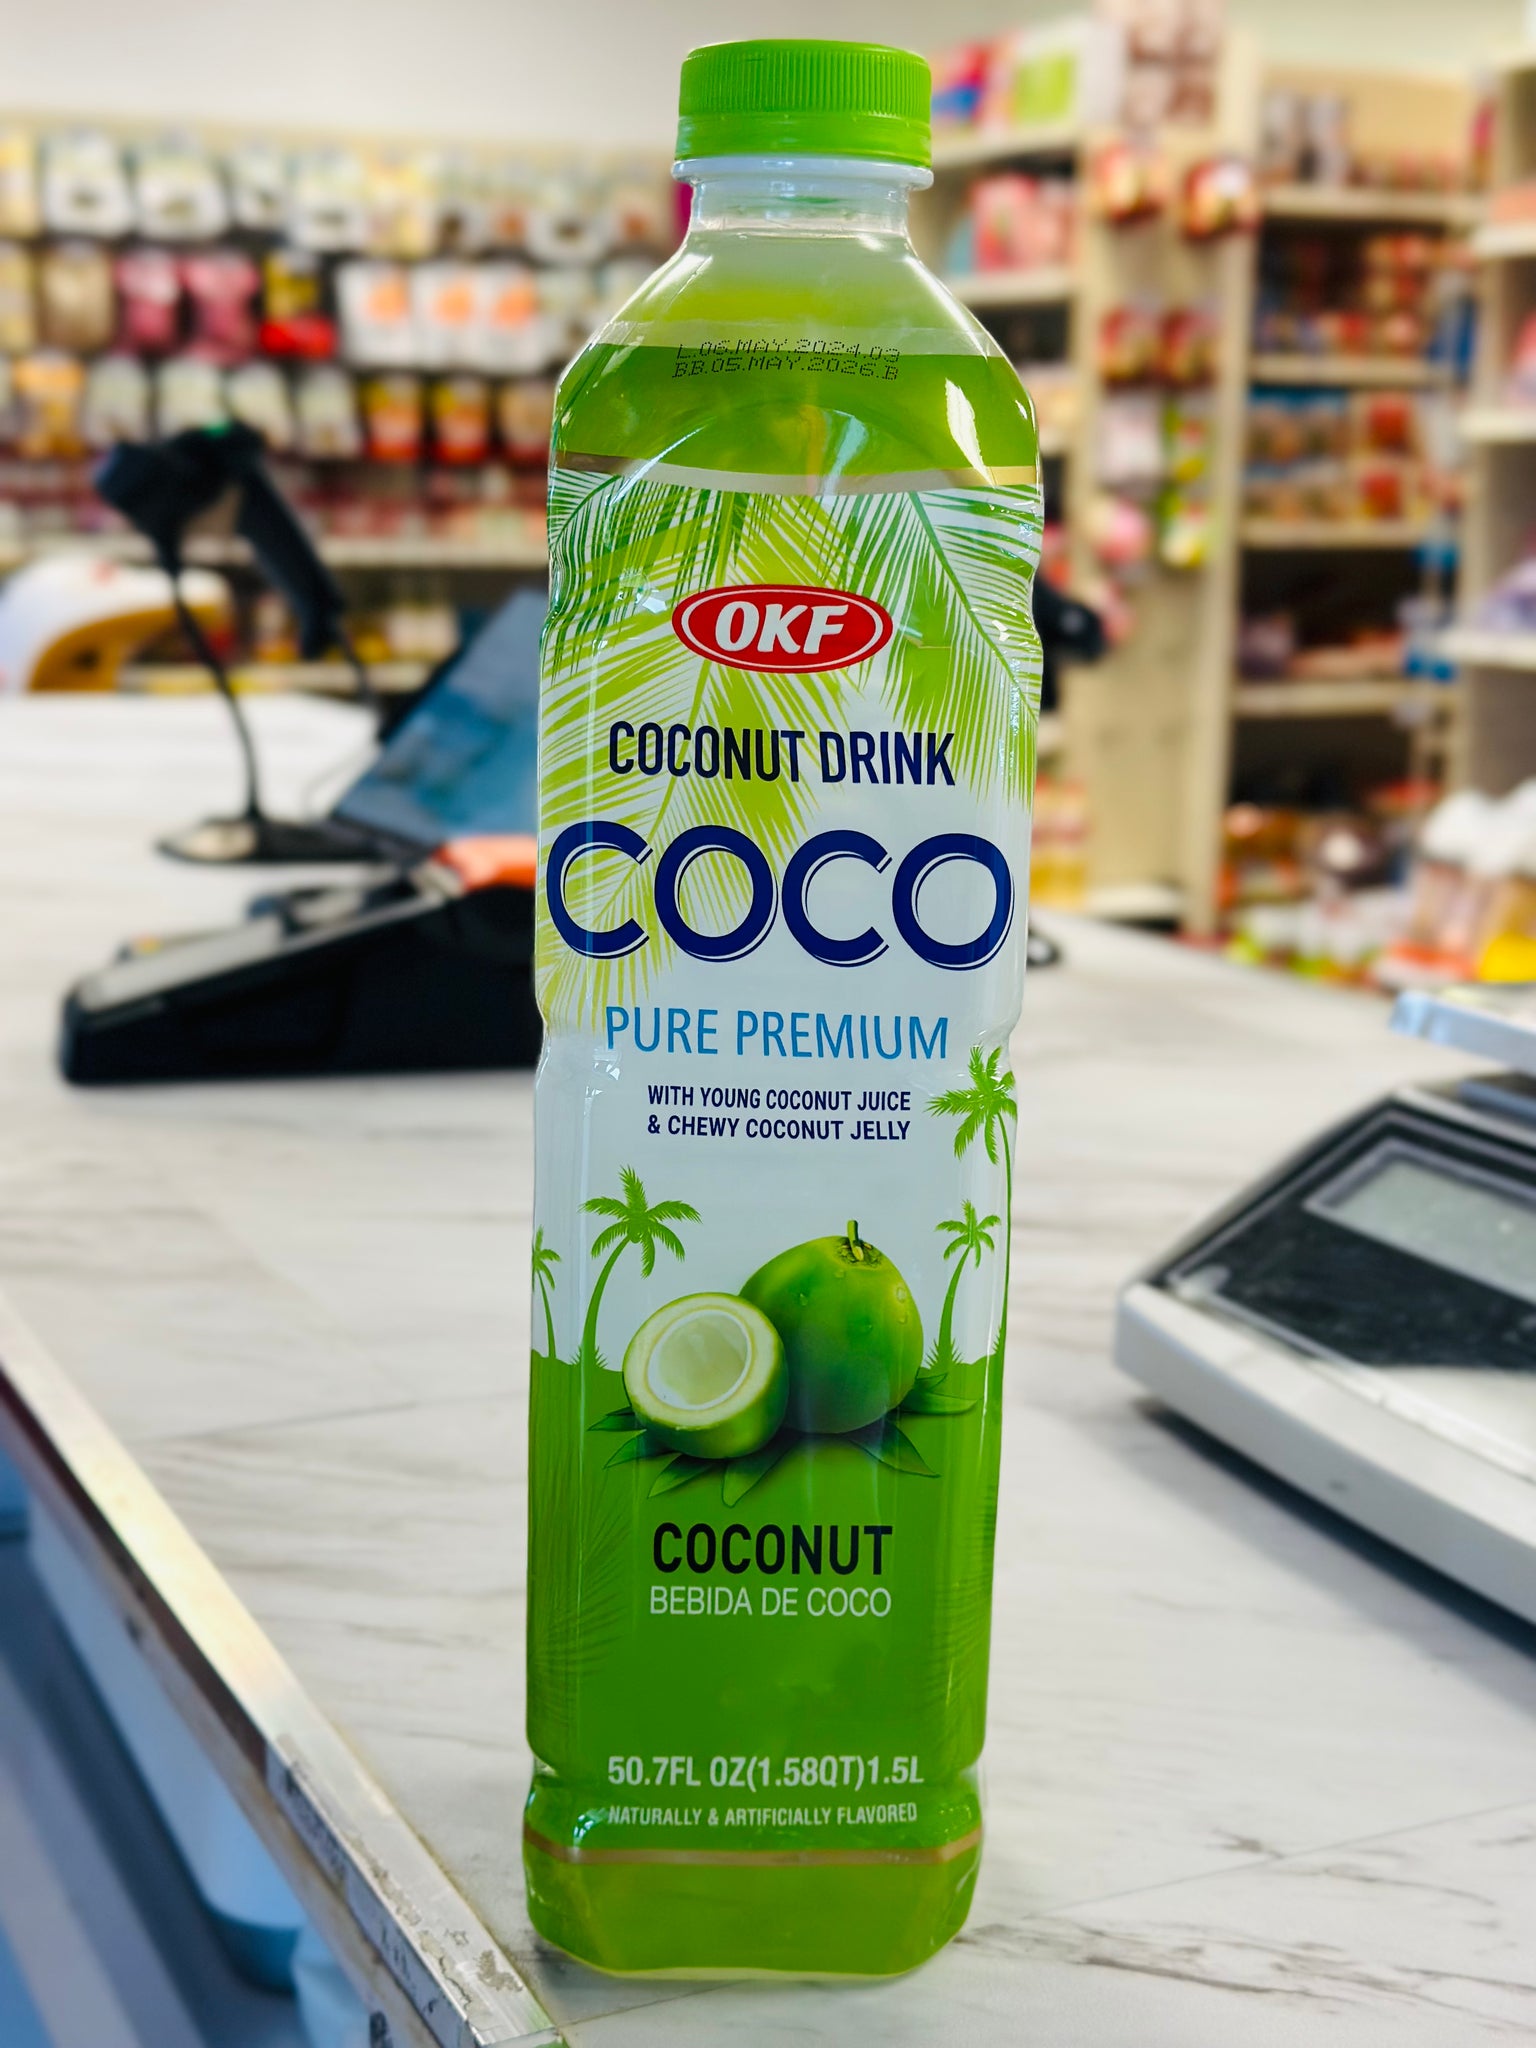 L.06.MAY.2024.03
BB.05.MAY.2026.B
OKF
COCONUT DRINK
COCO
PURE PREMIUM
WITH YOUNG COCONUT JUICE
& CHEWY COCONUT JELLY
COCONUT
BEBIDA DE COCO
50.7FL OZ(1.58QT)1.5L
NATURALLY & ARTIFICIALLY FLAVORED